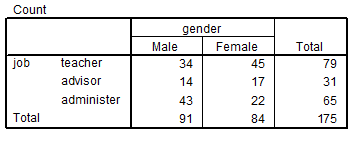 Count
gender
Male Female Total
job teacher 34 45 79
advisor 14 17 31
administer 43 22 65
Total 91 84 175